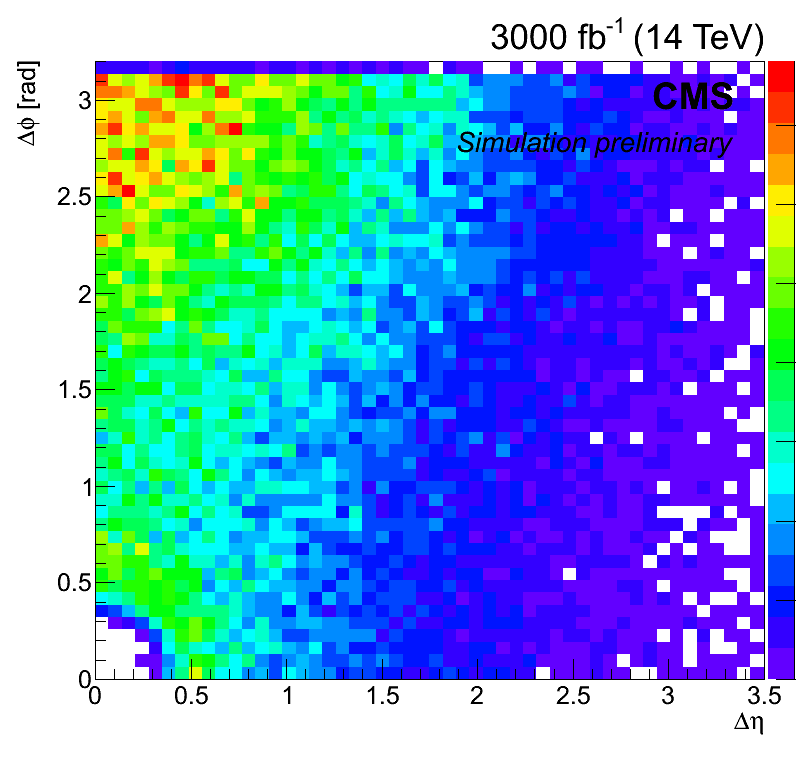 3000 fb⁻¹ (14 TeV)
CMS
Simulation preliminary
Δϕ [rad]
3
2.5
2
1.5
1
0.5
0
0 0.5 1 1.5 2 2.5 3 3.5
Δη